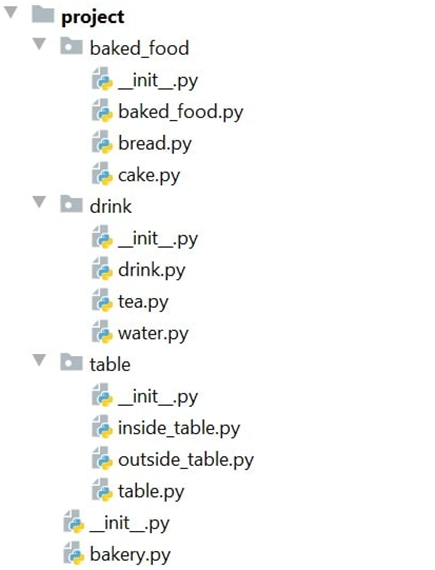 project
baked_food
__init__.py
baked_food.py
bread.py
cake.py
drink
__init__.py
drink.py
tea.py
water.py
table
__init__.py
inside_table.py
outside_table.py
table.py
__init__.py
bakery.py